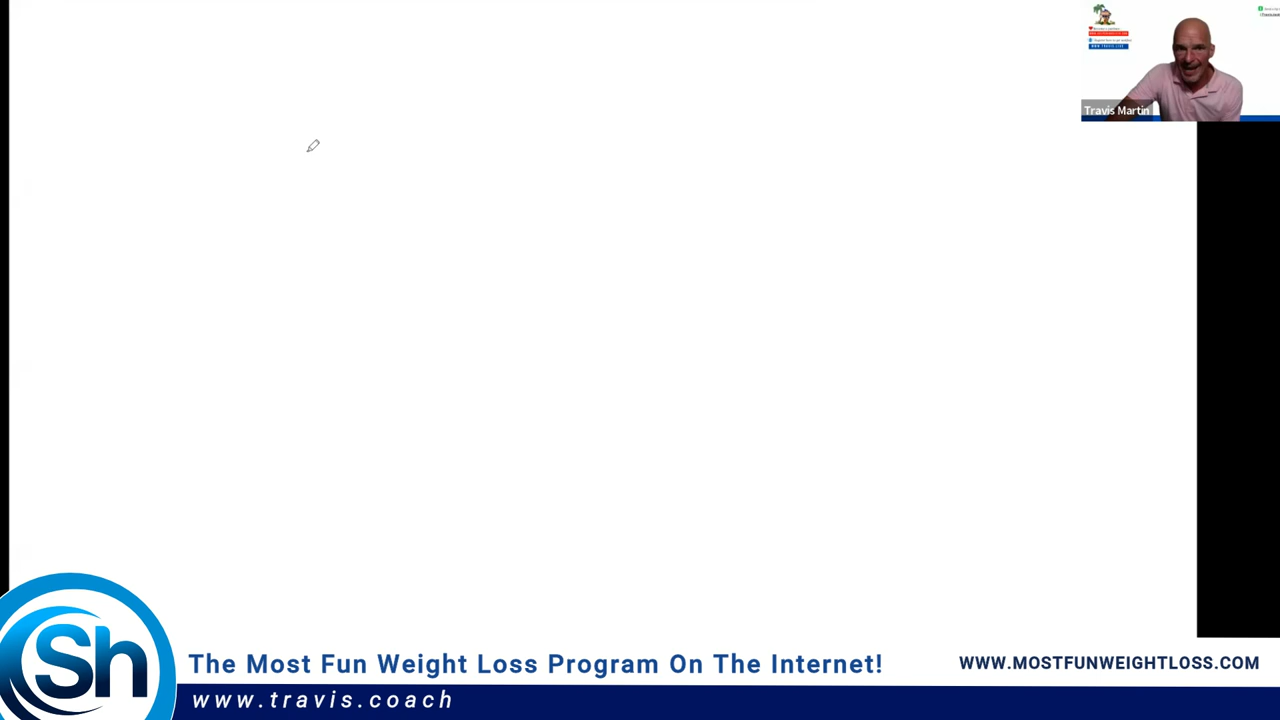 Travis Martin
Sh
The Most Fun Weight Loss Program On The Internet!
WWW.MOSTFUNWEIGHTLOSS.COM
www.travis.coach